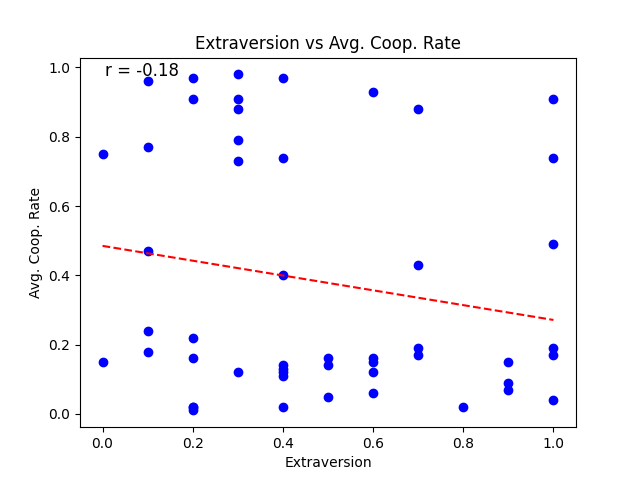 Extraversion vs Avg. Coop. Rate
r = -0.18
1.0
0.8
0.6
0.4
0.2
0.0
Avg. Coop. Rate
0.0 0.2 0.4 0.6 0.8 1.0
Extraversion